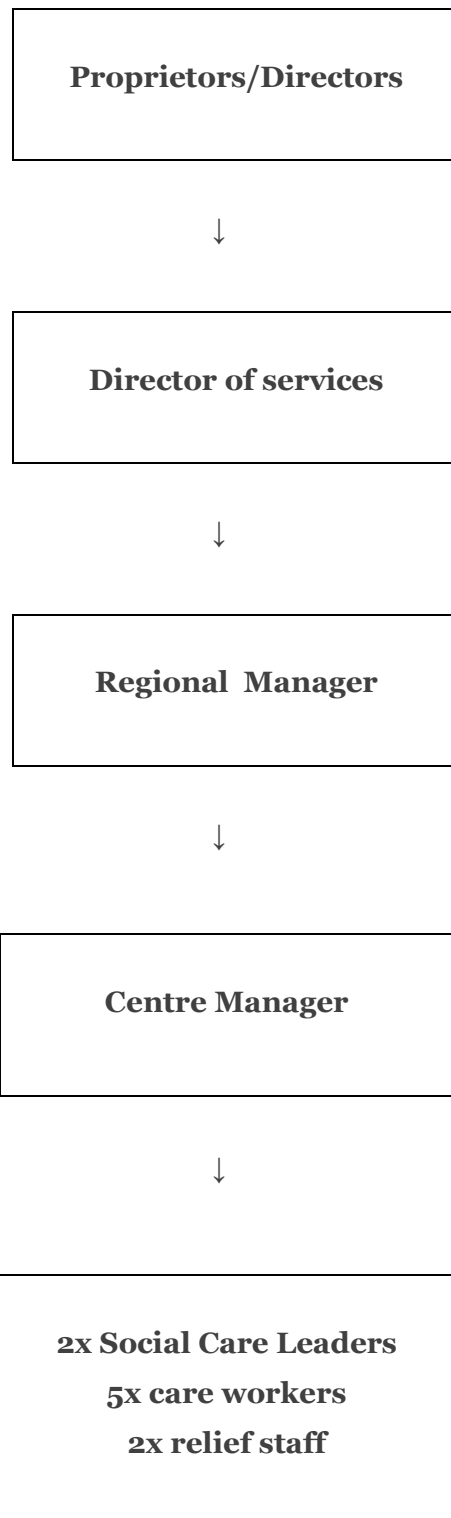 Proprietors/Directors
↓
Director of services
↓
Regional  Manager
↓
Centre Manager
↓
2x Social Care Leaders
5x care workers
2x relief staff